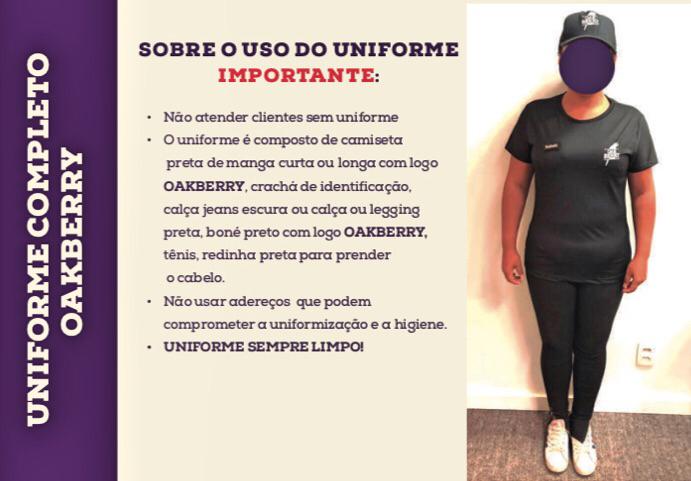 UNIFORME COMPLETO
OAKBERRY
SOBRE O USO DO UNIFORME
IMPORTANTE:
• Não atender clientes sem uniforme
• O uniforme é composto de camiseta
preta de manga curta ou longa com logo
OAKBERRY, crachá de identificação,
calça jeans escura ou calça ou legging
preta, boné preto com logo OAKBERRY,
tênis, redinha preta para prender
o cabelo.
• Não usar adereços que podem
comprometer a uniformização e a higiene.
• UNIFORME SEMPRE LIMPO!